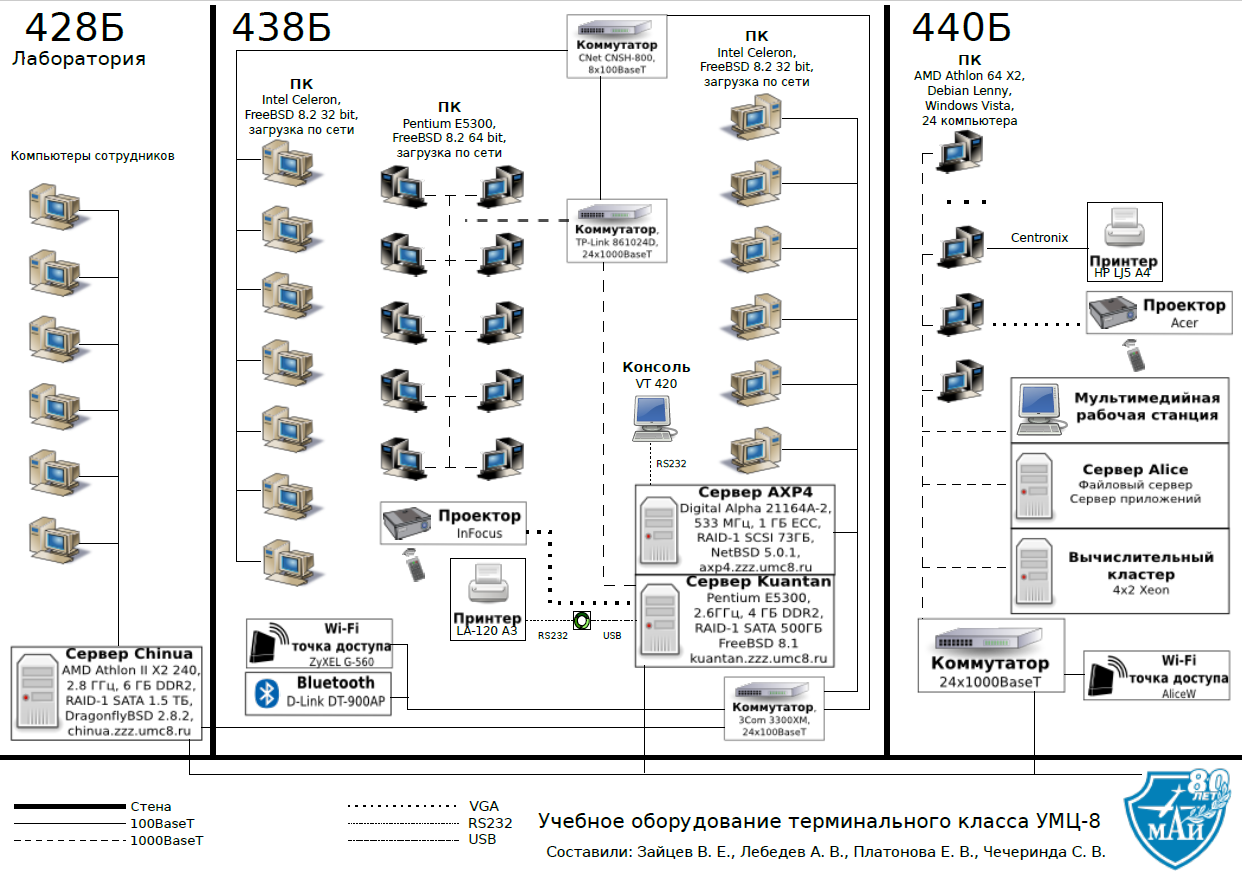 428Б
Лаборатория
Компьютеры сотрудников
Сервер Chinua
AMD Athlon II X2 240,
2.8 ГГц, 6 ГБ DDR2,
RAID-1 SATA 1.5 ТБ,
DragonflyBSD 2.8.2,
chinua.zzz.umc8.ru
438Б
ПК
Intel Celeron,
FreeBSD 8.2 32 bit,
загрузка по сети
ПК
Pentium E5300,
FreeBSD 8.2 64 bit,
загрузка по сети
Коммутатор
CNet CNSH-800,
8x100BaseT
Коммутатор,
TP-Link 861024D,
24x1000BaseT
ПК
Intel Celeron,
FreeBSD 8.2 32 bit,
загрузка по сети
Консоль
VT 420
RS232
Сервер AXP4
Digital Alpha 21164A-2,
533 МГц, 1 ГБ ECC,
RAID-1 SCSI 73ГБ,
NetBSD 5.0.1,
axp4.zzz.umc8.ru
Сервер Kuantan
Pentium E5300,
2.6ГГц, 4 ГБ DDR2,
RAID-1 SATA 500ГБ
FreeBSD 8.1
kuantan.zzz.umc8.ru
Проектор
InFocus
Принтер
LA-120 A3
RS232
USB
Wi-Fi
точка доступа
ZyXEL G-560
Bluetooth
D-Link DT-900AP
Коммутатор,
3Com 3300XM,
24x100BaseT
440Б
ПК
AMD Athlon 64 X2,
Debian Lenny,
Windows Vista,
24 компьютера
Centronix
Принтер
HP LJ5 A4
Проектор
Acer
Мультимедийная
рабочая станция
Сервер Alice
Файловый сервер
Сервер приложений
Вычислительный
кластер
4x2 Xeon
Коммутатор
24x1000BaseT
Wi-Fi
точка доступа
AliceW
Стена
100BaseT
1000BaseT
VGA
RS232
USB
Учебное оборудование терминального класса УМЦ-8
Составили: Зайцев В. Е., Лебедев А. В., Платонова Е. В., Чечеринда С. В.
80
ЛЕТ
МАИ